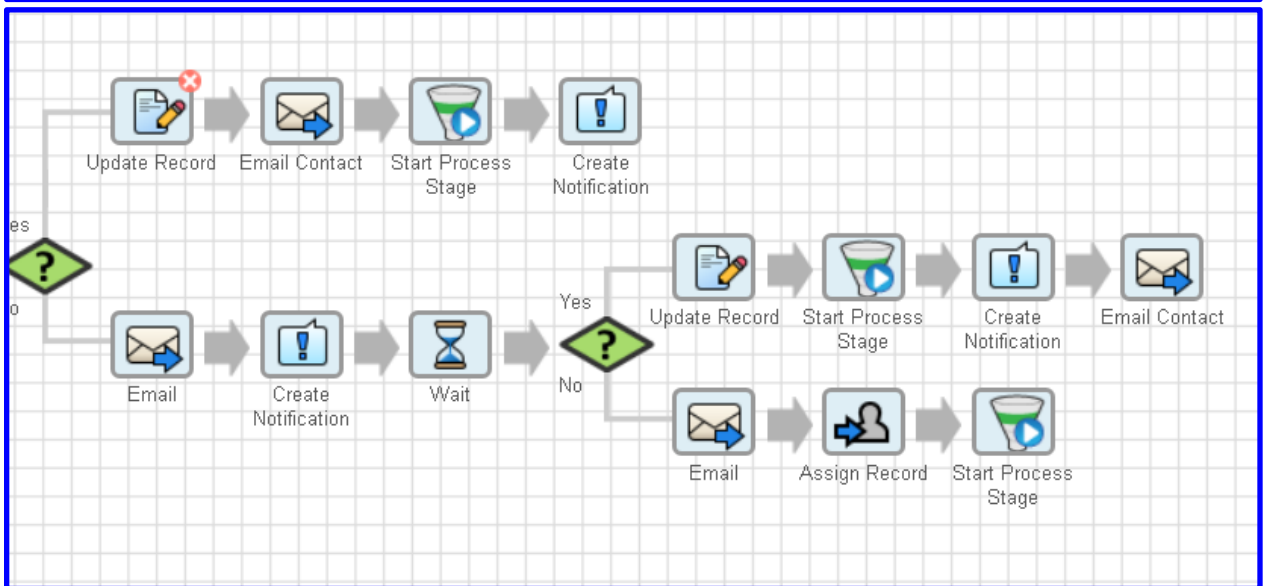 Update Record
Email Contact
Start Process
Stage
Create
Notification
es
?
o
Email
Create
Notification
Wait
Yes
?
No
Update Record
Start Process
Stage
Create
Notification
Email Contact
Email
Assign Record
Start Process
Stage